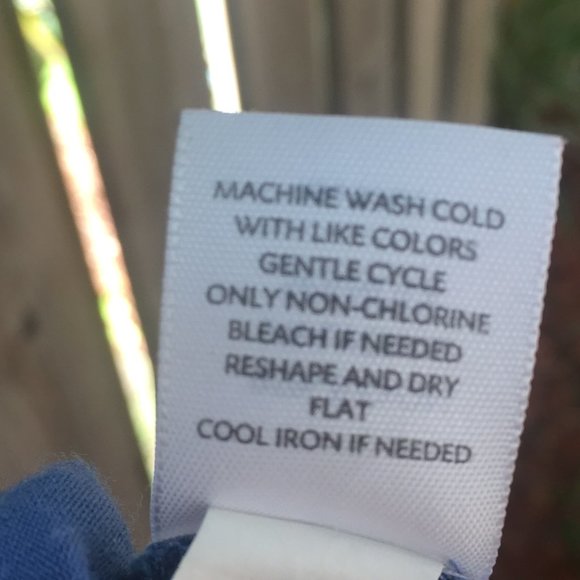 MACHINE WASH COLD
WITH LIKE COLORS
GENTLE CYCLE
ONLY NON-CHLORINE
BLEACH IF NEEDED
RESHAPE AND DRY
FLAT
COOL IRON IF NEEDED